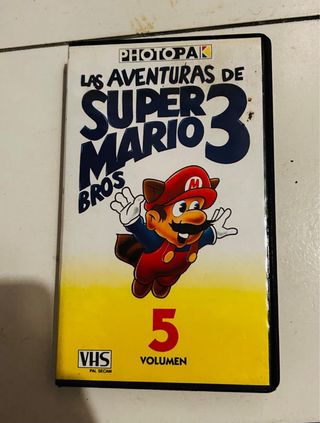 PHOTOPAK
LAS AVENTURAS DE
SUPER
MARIO 3
BROS
M
5
VOLUMEN
VHS
PAL SECAM